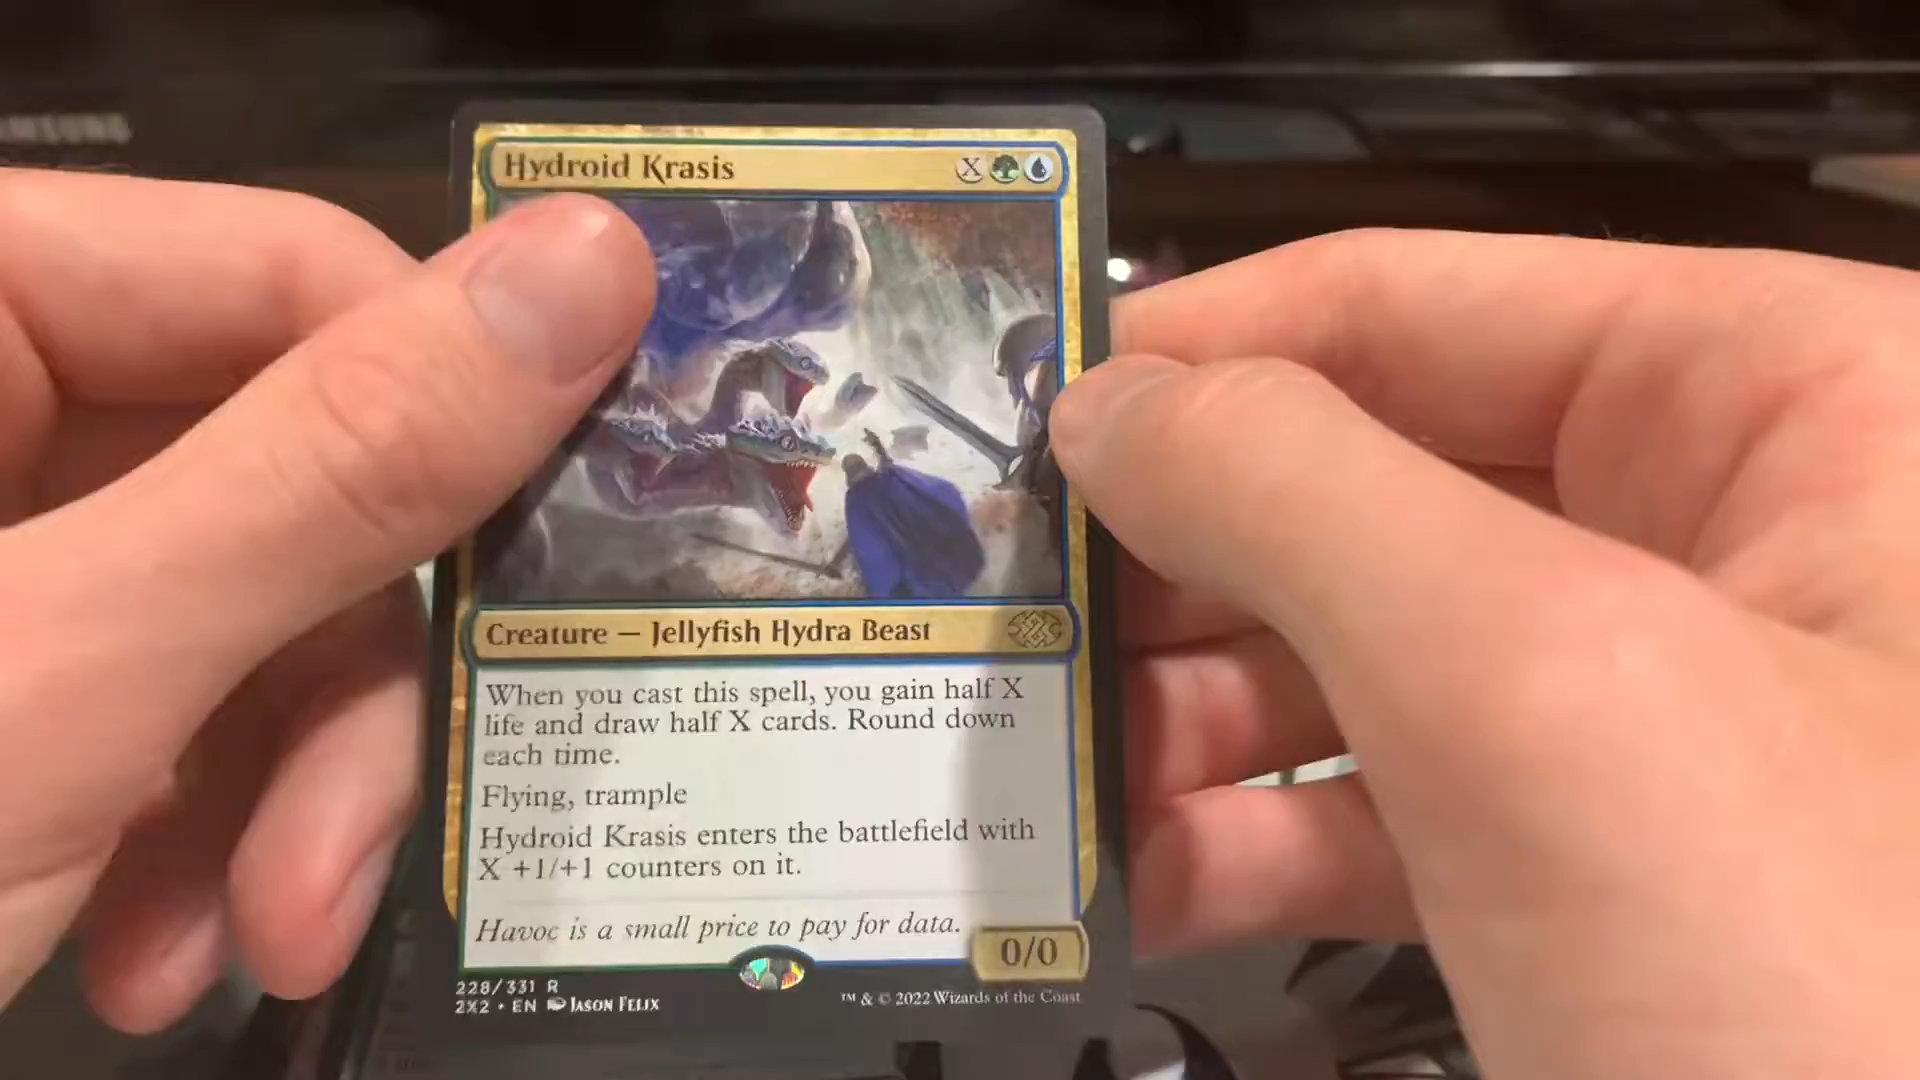 SAMSUNG
Hydroid Krasis X
Creature — Jellyfish Hydra Beast
When you cast this spell, you gain half X
life and draw half X cards. Round down
each time.
Flying, trample
Hydroid Krasis enters the battlefield with
X +1/+1 counters on it.
Havoc is a small price to pay for data.
0/0
228/331 R
2X2 • EN JASON FELIX
™ & © 2022 Wizards of the Coast